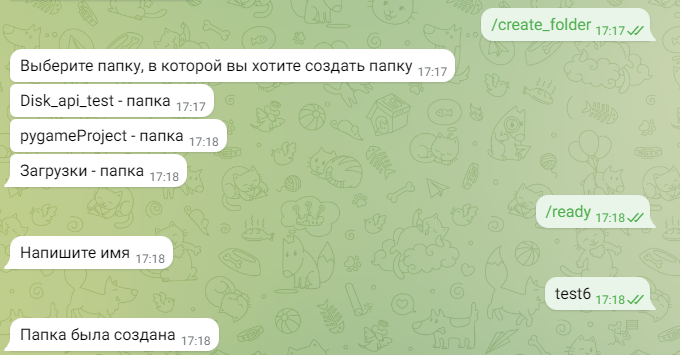 /create_folder 17:17
Выберите папку, в которой вы хотите создать папку 17:17
Disk_api_test - папка 17:17
pygameProject - папка 17:18
Загрузки - папка 17:18
/ready 17:18
Напишите имя 17:18
test6 17:18
Папка была создана 17:18